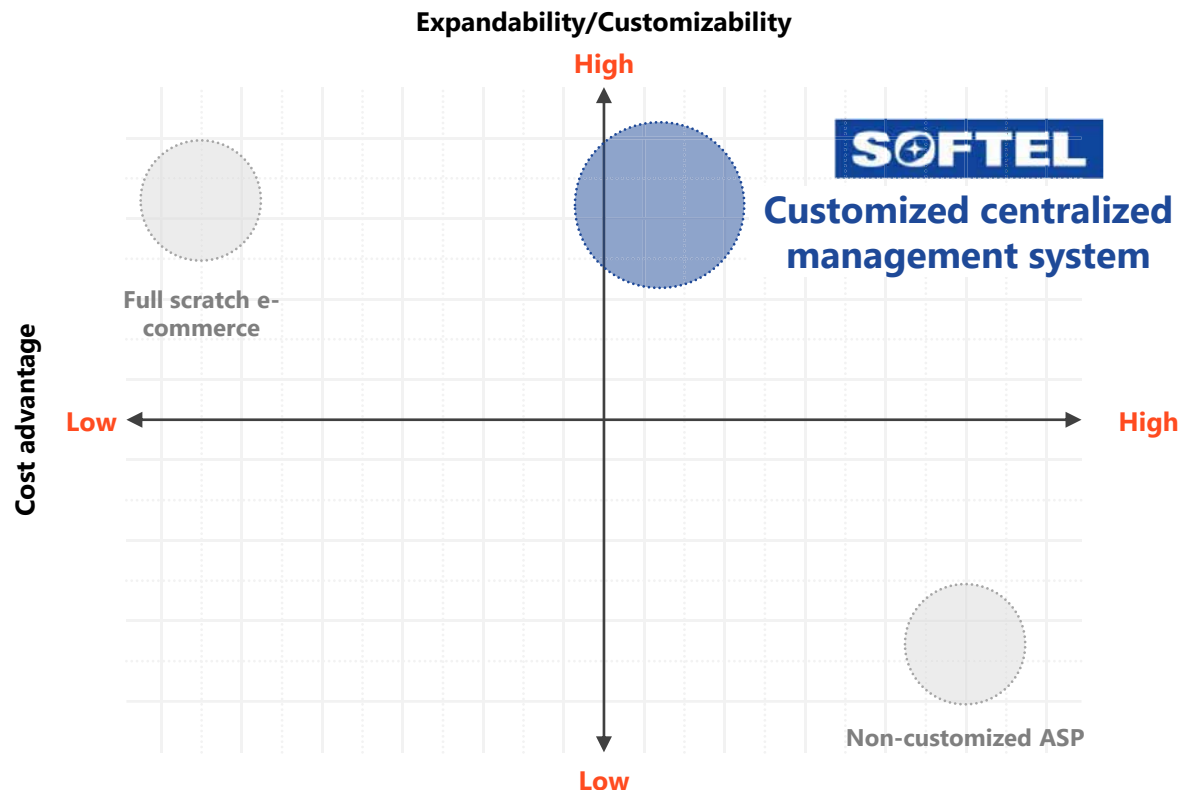 Expandability/Customizability
High
SOFTEL
Customized centralized
management system
Full scratch e-
commerce
Cost advantage
Low
High
Non-customized ASP
Low